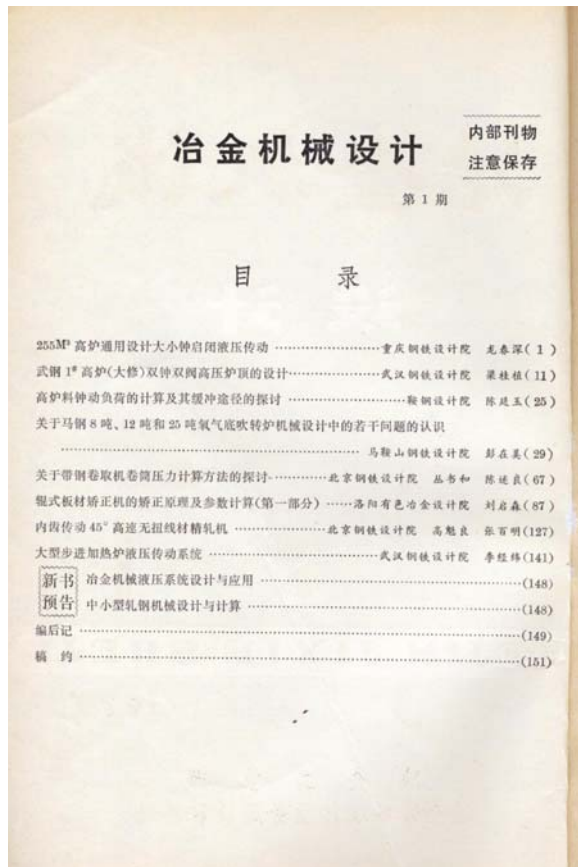 冶金机械设计
内部刊物
注意保存
第 1 期
目 录
255M³ 高炉通用设计大小钟启闭液压传动 ……………… 重庆钢铁设计院 龙春深( 1 )
武钢 1# 高炉(大修)双钟双阀高压炉顶的设计 ……………… 武汉钢铁设计院 梁桂植( 11 )
高炉料钟动负荷的计算及其缓冲途径的探讨 ……………… 鞍钢设计院 陈延玉( 25 )
关于马钢 8 吨、12 吨和 25 吨氧气底吹转炉机械设计中的若干问题的认识
……………… 马鞍山钢铁设计院 彭在美( 29 )
关于带钢卷取机卷筒压力计算方法的探讨 ……………… 北京钢铁设计院 丛书和 陈述良( 67 )
辊式板材矫正机的矫正原理及参数计算(第一部分) ……………… 洛阳有色冶金设计院 刘启森( 87 )
内齿传动 45° 高速无扭线材精轧机 ……………… 北京钢铁设计院 高魁良 张百明(127)
大型步进加热炉液压传动系统 ……………… 武汉钢铁设计院 李经纬(141)
新书预告
冶金机械液压系统设计与应用 ……………… (148)
中小型轧钢机械设计与计算 ……………… (148)
编后记 ……………… (149)
稿 约 ……………… (151)